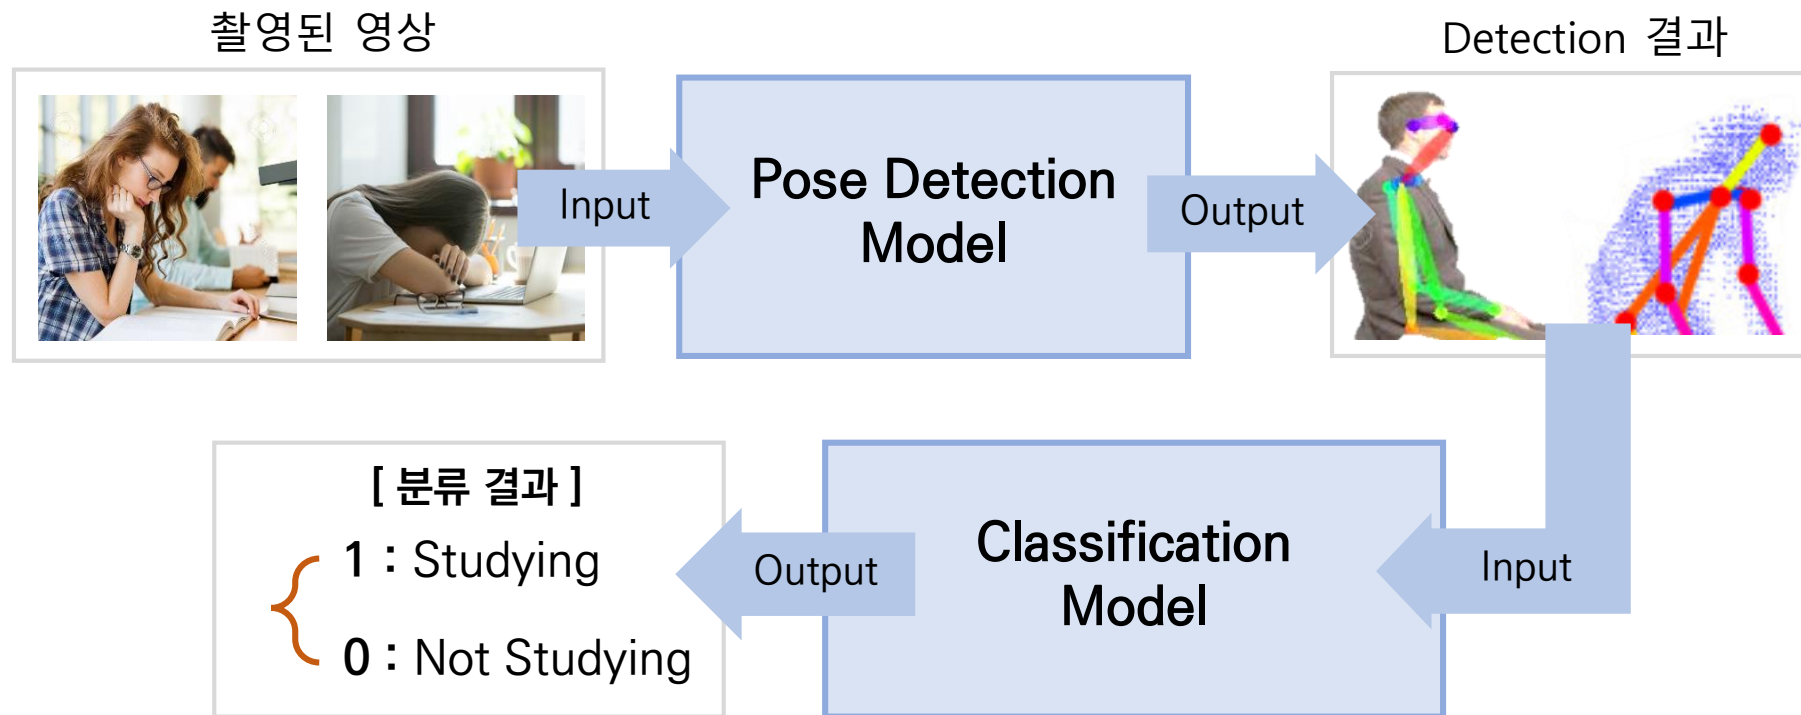 촬영된 영상
Detection 결과
Input
Pose Detection
Model
Output
Input
Classification
Model
Output
[ 분류 결과 ]
1 : Studying
0 : Not Studying